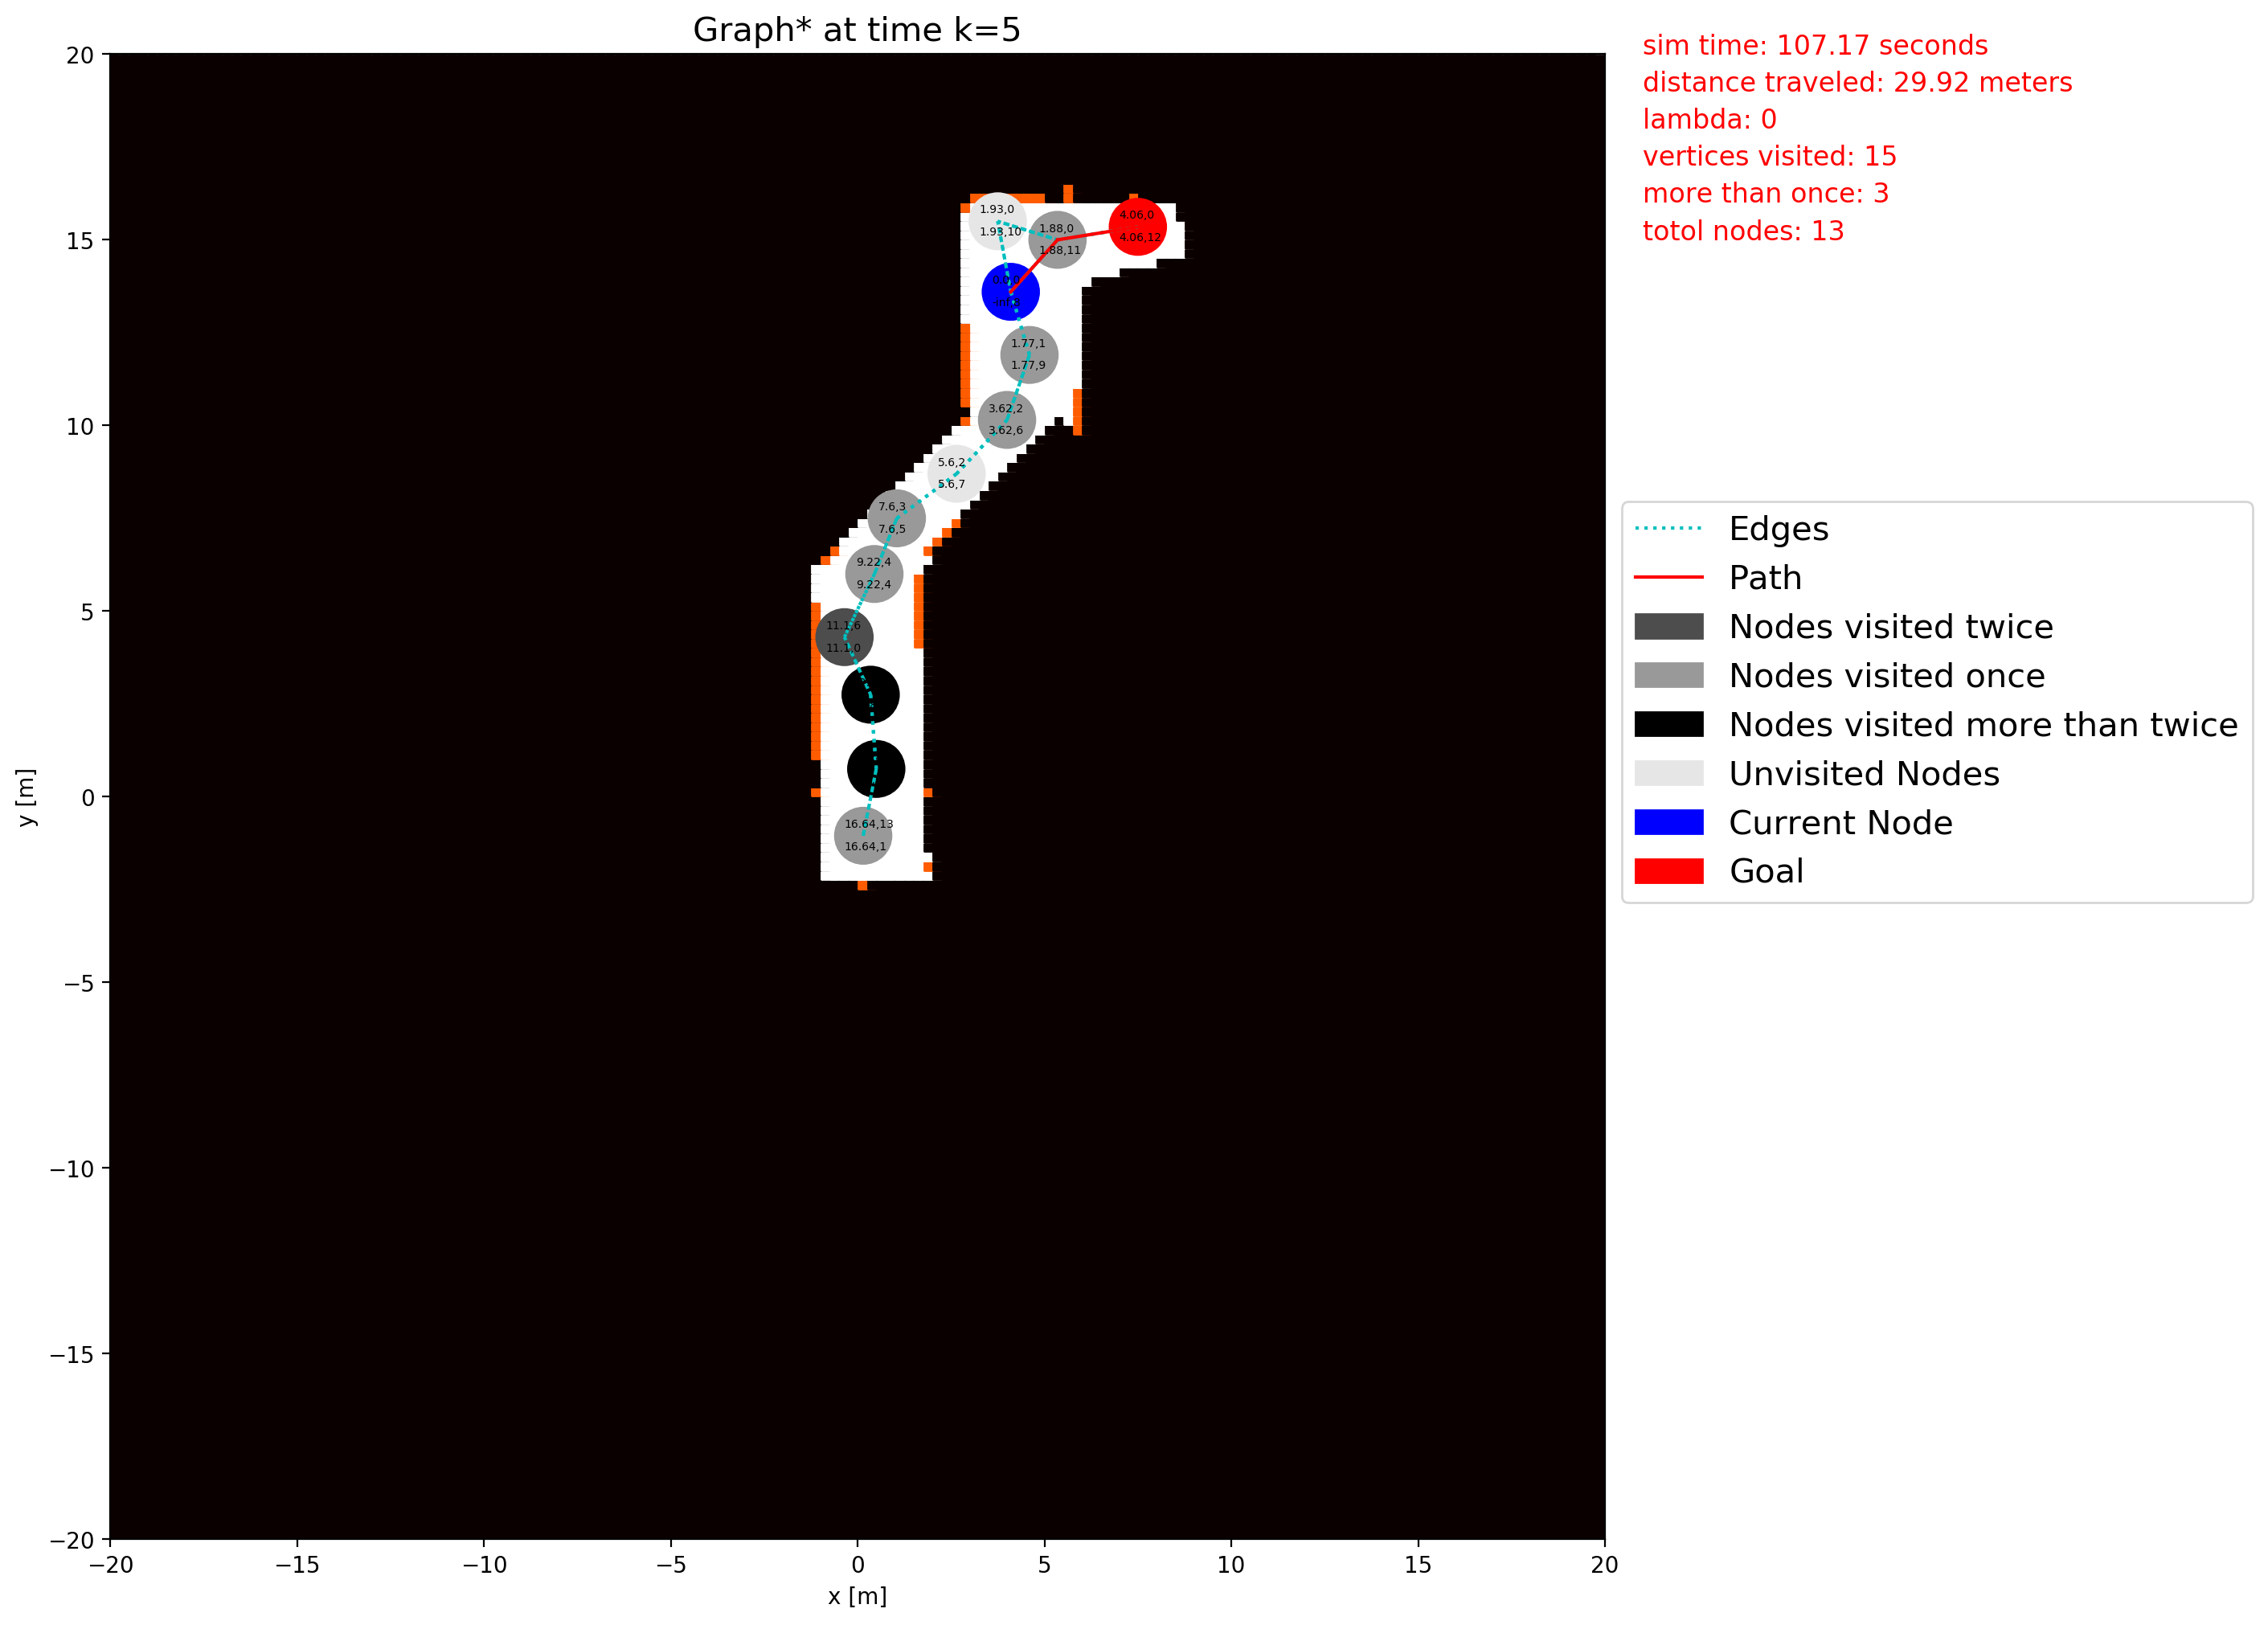 Graph* at time k=5
sim time: 107.17 seconds
distance traveled: 29.92 meters
lambda: 0
vertices visited: 15
more than once: 3
totol nodes: 13
20
15
10
5
0
−5
−10
−15
−20
y [m]
1.93,0
1.93,10
1.88,0
1.88,11
4.06,0
4.06,12
1.77,1
1.77,9
3.62,2
3.62,6
5.6,2
5.6,7
7.6,3
7.6,5
9.22,4
9.22,4
11.1,6
11.1,0
16.64,13
16.64,1
Edges
Path
Nodes visited twice
Nodes visited once
Nodes visited more than twice
Unvisited Nodes
Current Node
Goal
−20
−15
−10
−5
0
5
10
15
20
x [m]